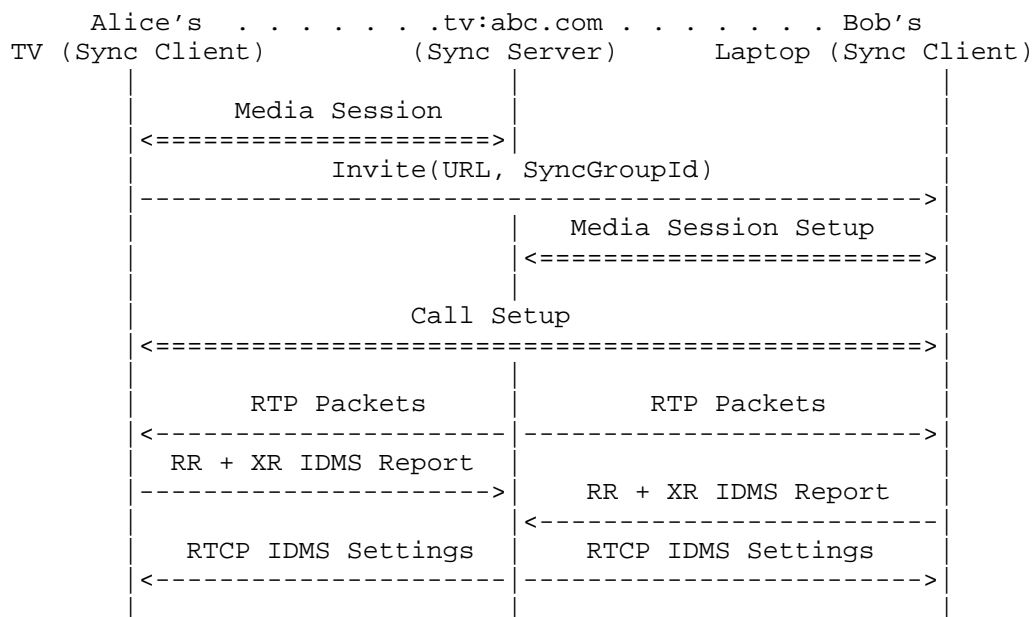 Alice's . . . . . . .tv:abc.com . . . . . . . Bob's
TV (Sync Client) (Sync Server) Laptop (Sync Client)
Media Session
<=====================>
Invite(URL, SyncGroupId)
------------------------------------------------->
Media Session Setup
<========================>
Call Setup
<================================================>
RTP Packets RTP Packets
<---------------------- ------------------------->
RR + XR IDMS Report
----------------------> RR + XR IDMS Report
<-------------------------
RTCP IDMS Settings RTCP IDMS Settings
<---------------------- ------------------------->